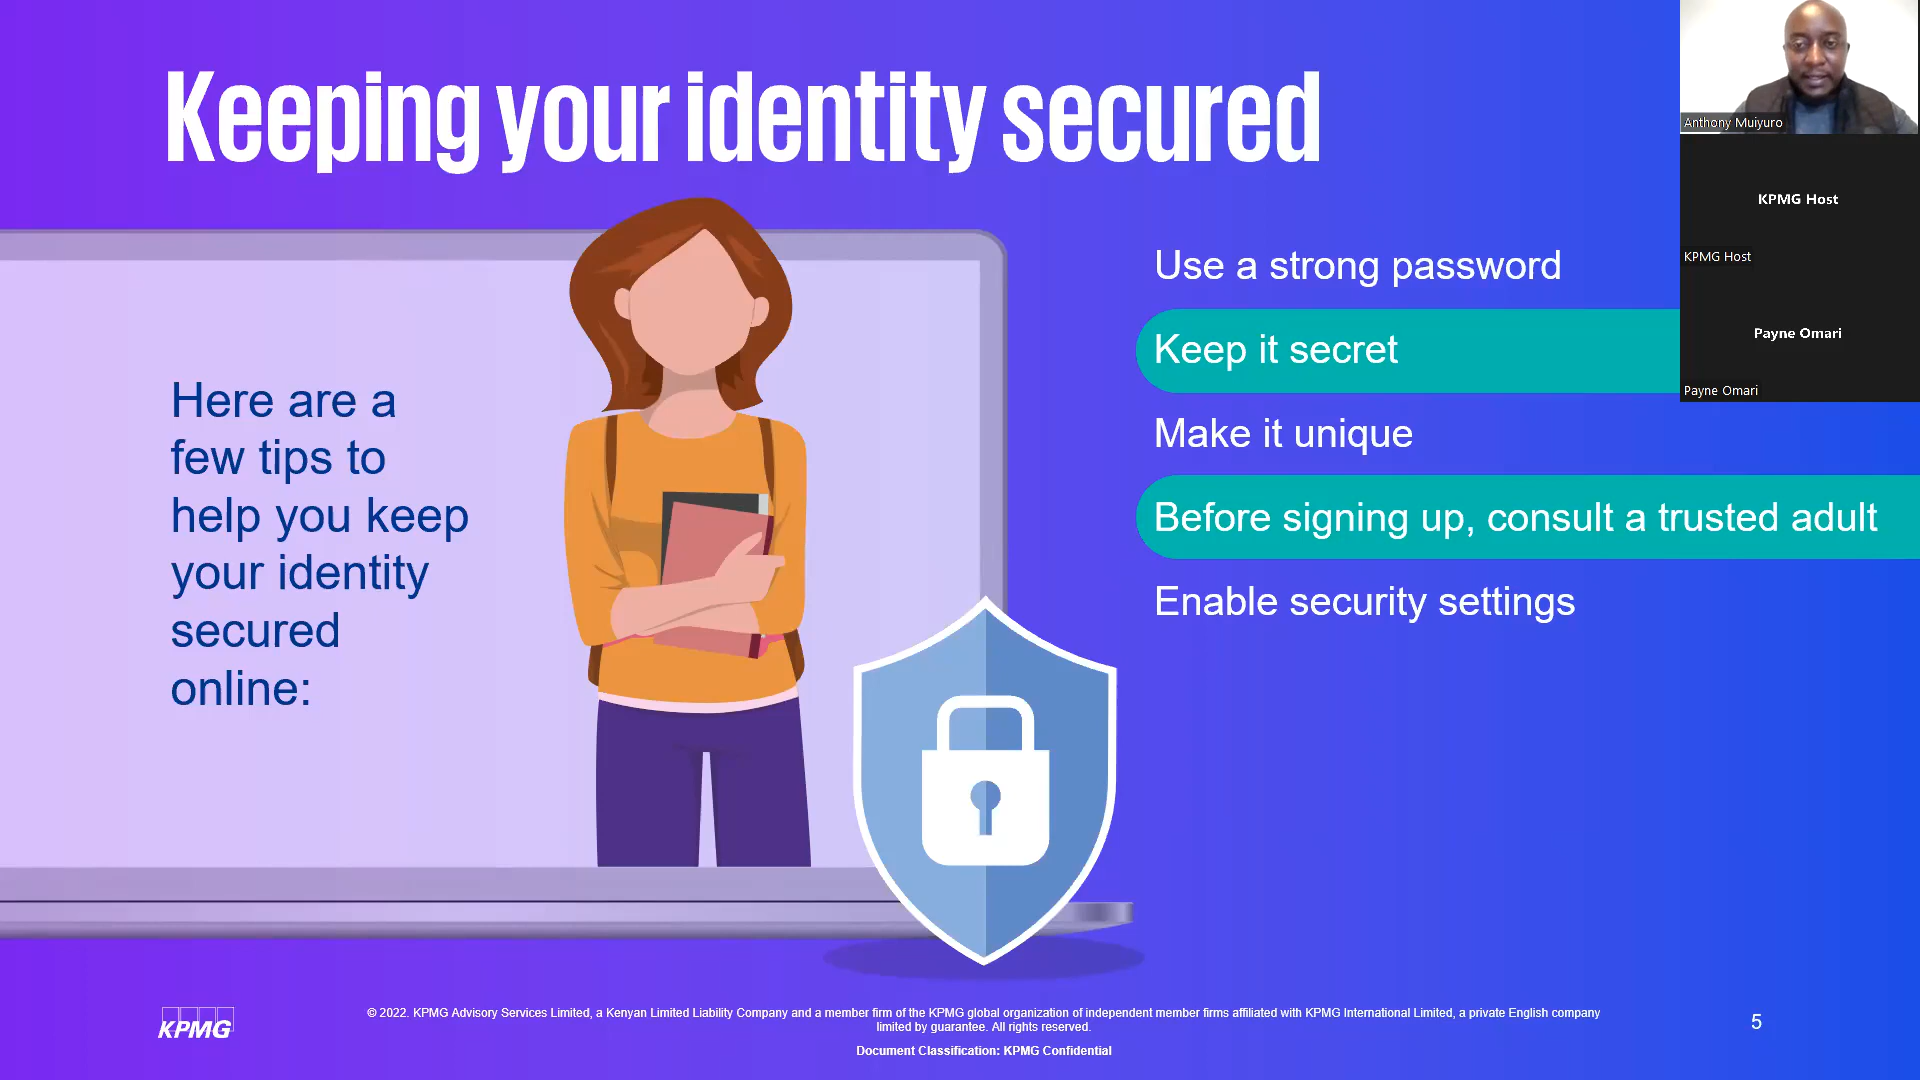 Keeping your identity secured
Here are a
few tips to
help you keep
your identity
secured
online:
Use a strong password
Keep it secret
Make it unique
Before signing up, consult a trusted adult
Enable security settings
Anthony Muiyuro
KPMG Host
KPMG Host
Payne Omari
Payne Omari
KPMG
© 2022. KPMG Advisory Services Limited, a Kenyan Limited Liability Company and a member firm of the KPMG global organization of independent member firms affiliated with KPMG International Limited, a private English company
limited by guarantee. All rights reserved.
Document Classification: KPMG Confidential
5